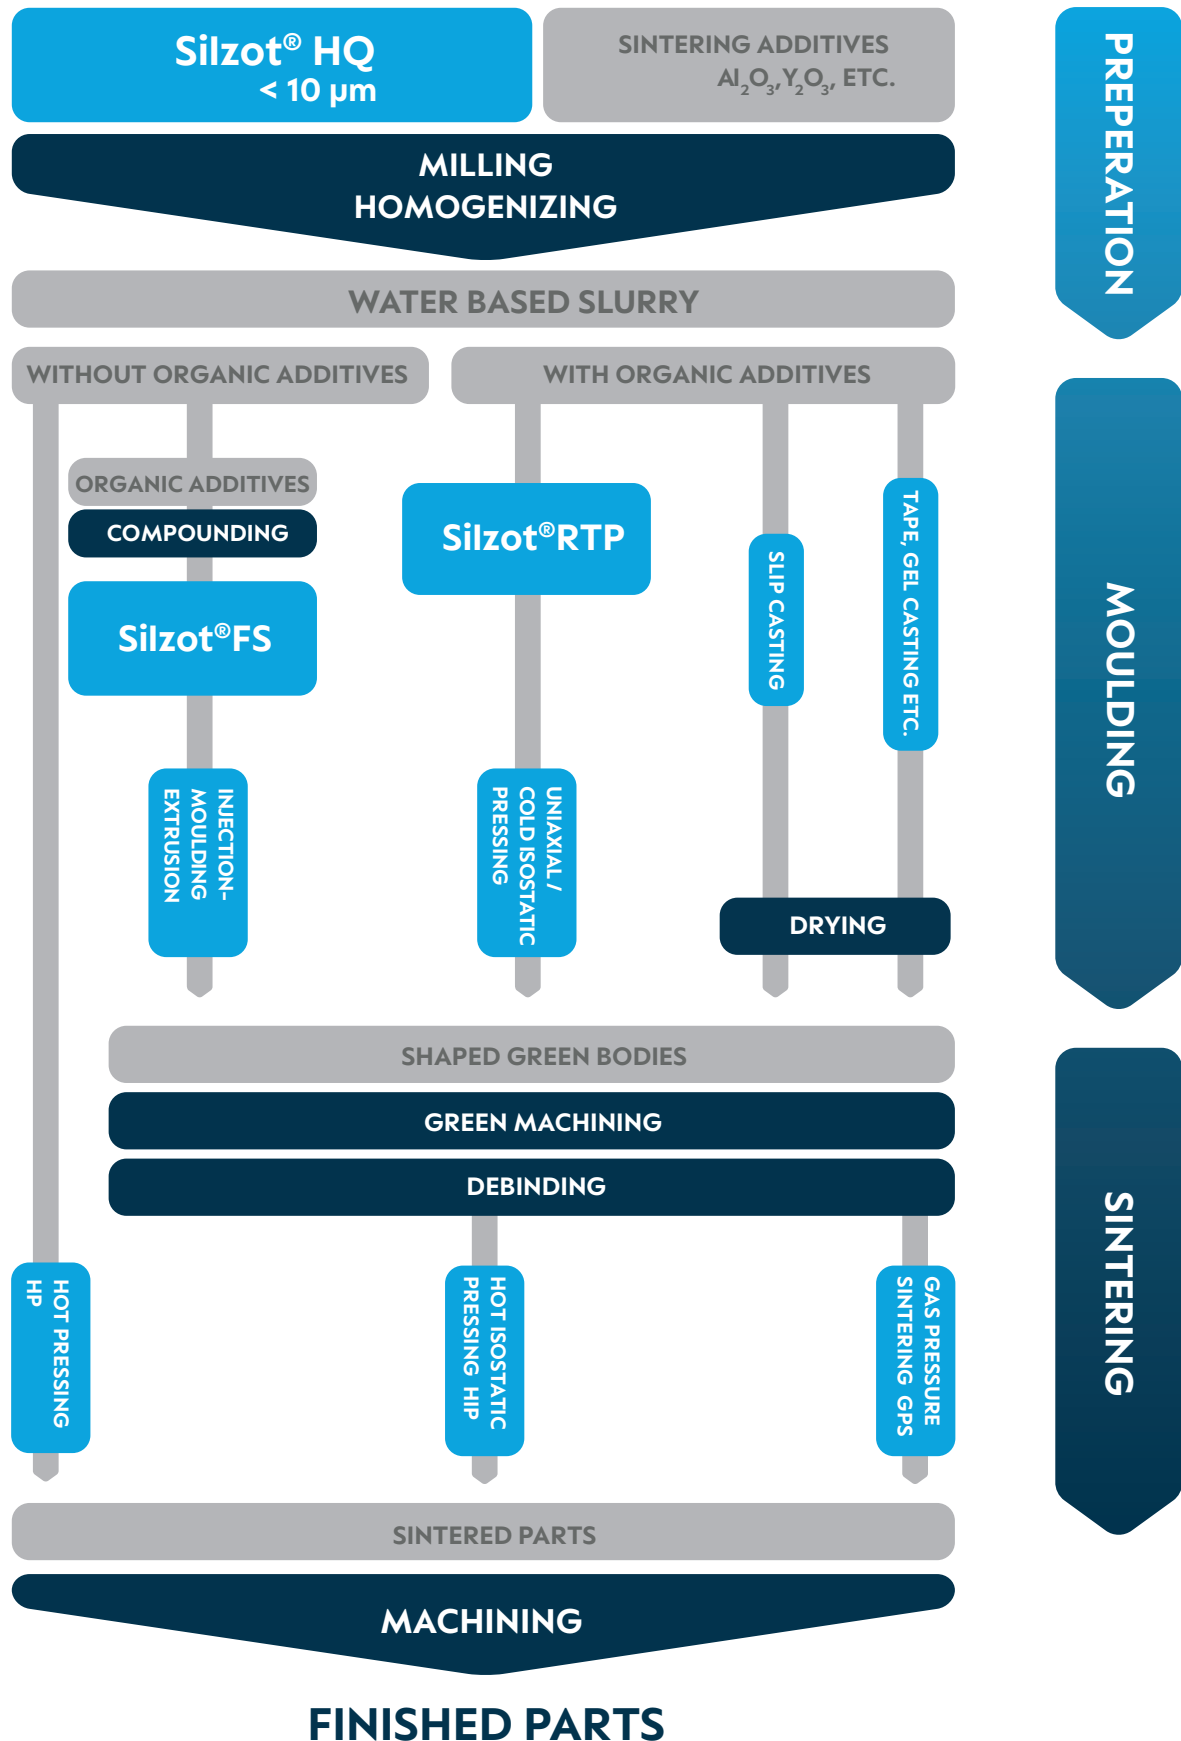 Silzot® HQ
< 10 µm
SINTERING ADDITIVES
Al₂O₃, Y₂O₃, ETC.
MILLING
HOMOGENIZING
WATER BASED SLURRY
WITHOUT ORGANIC ADDITIVES
WITH ORGANIC ADDITIVES
ORGANIC ADDITIVES
COMPOUNDING
Silzot®FS
Silzot®RTP
SLIP CASTING
TAPE, GEL CASTING ETC.
INJECTION-
MOULDING
EXTRUSION
UNIAXIAL /
COLD ISOSTATIC
PRESSING
DRYING
SHAPED GREEN BODIES
GREEN MACHINING
DEBINDING
HOT PRESSING
HP
HOT ISOSTATIC
PRESSING HIP
GAS PRESSURE
SINTERING GPS
SINTERED PARTS
MACHINING
FINISHED PARTS
PREPERATION
MOULDING
SINTERING